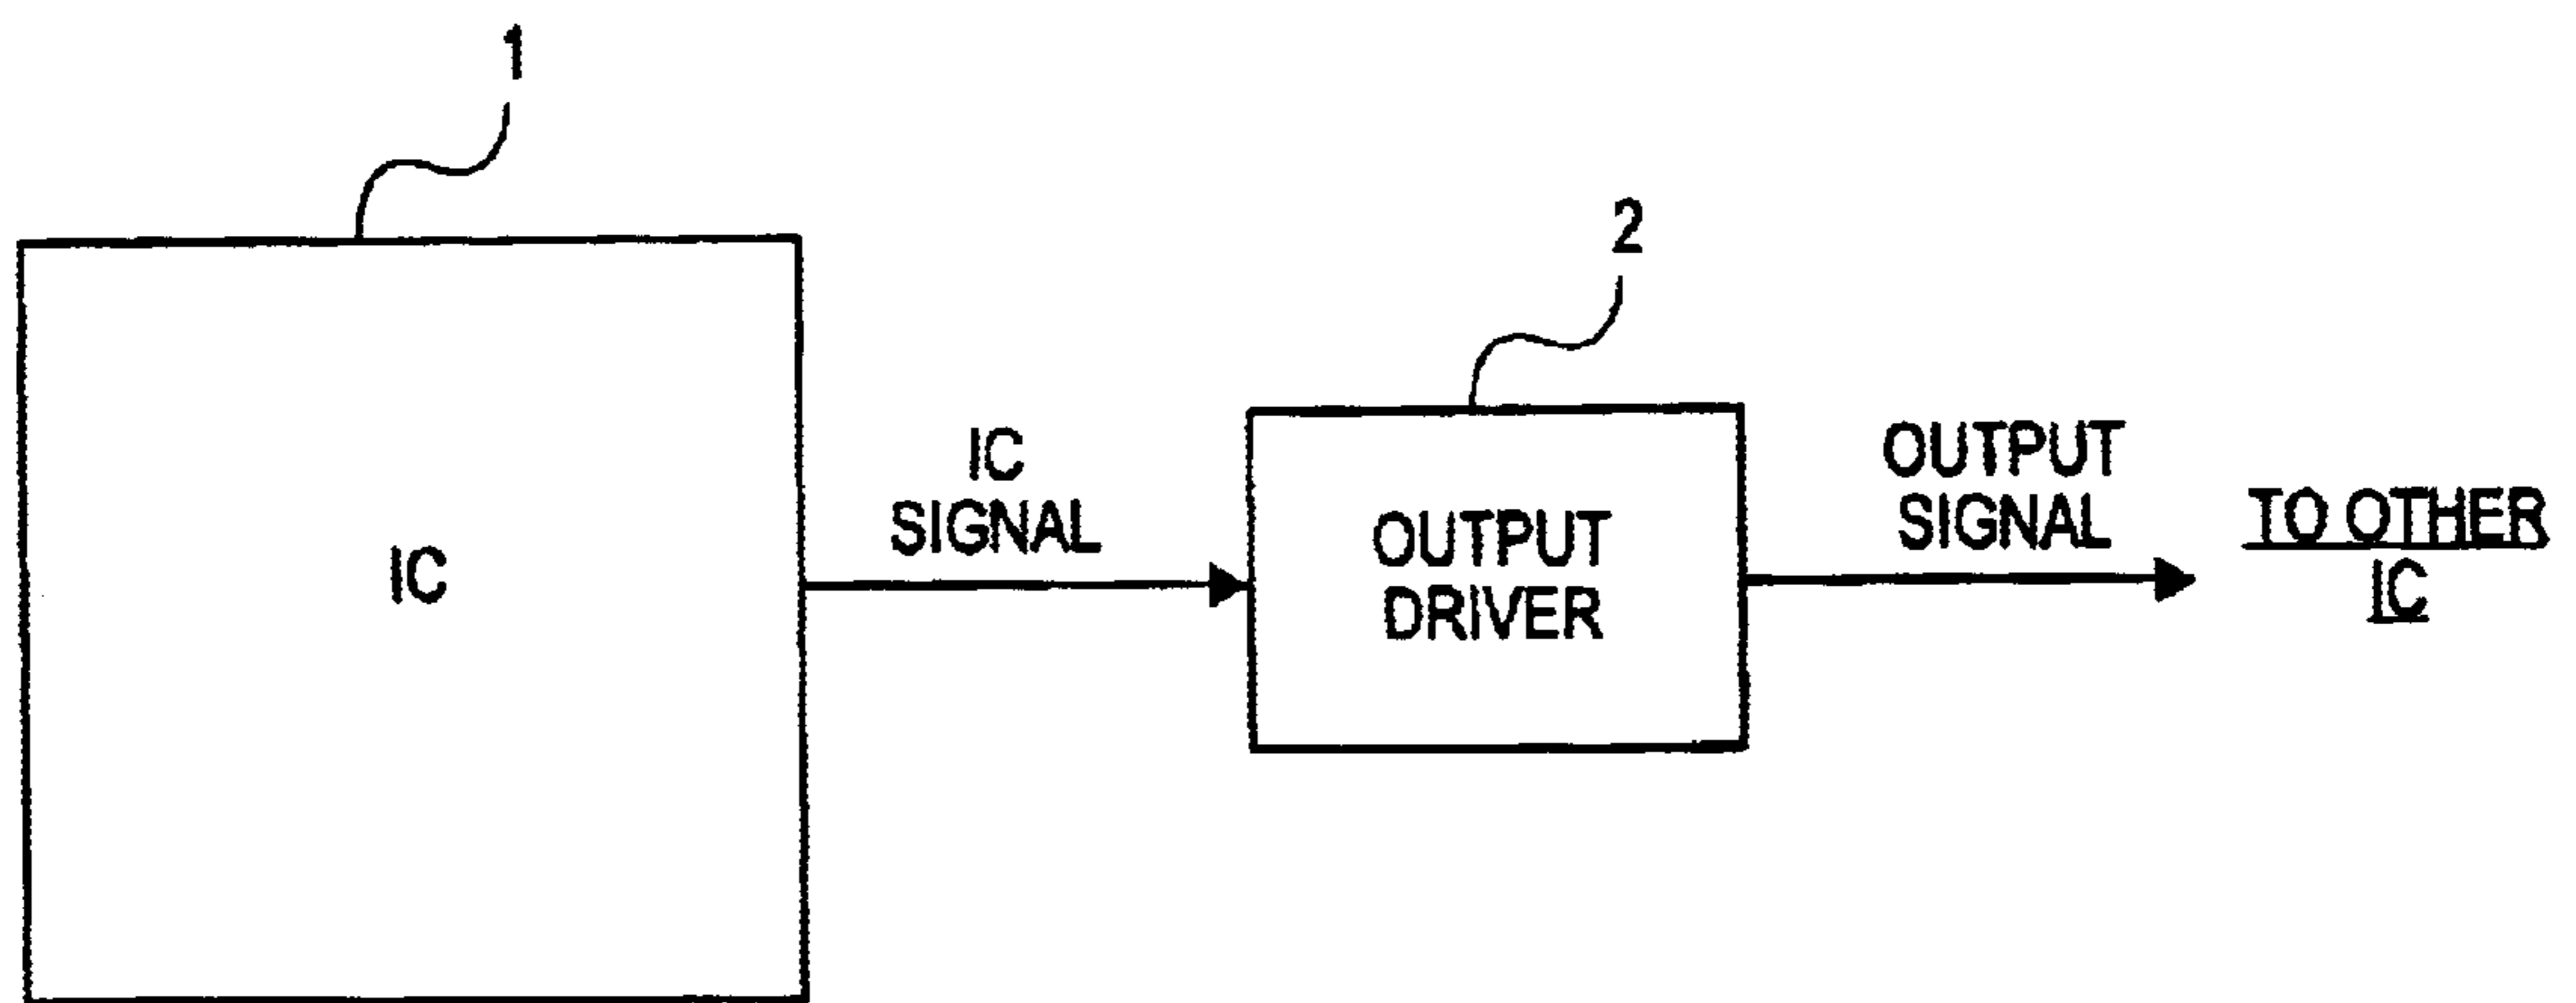 1
2
IC
IC
SIGNAL
OUTPUT
DRIVER
OUTPUT
SIGNAL
TO OTHER
IC